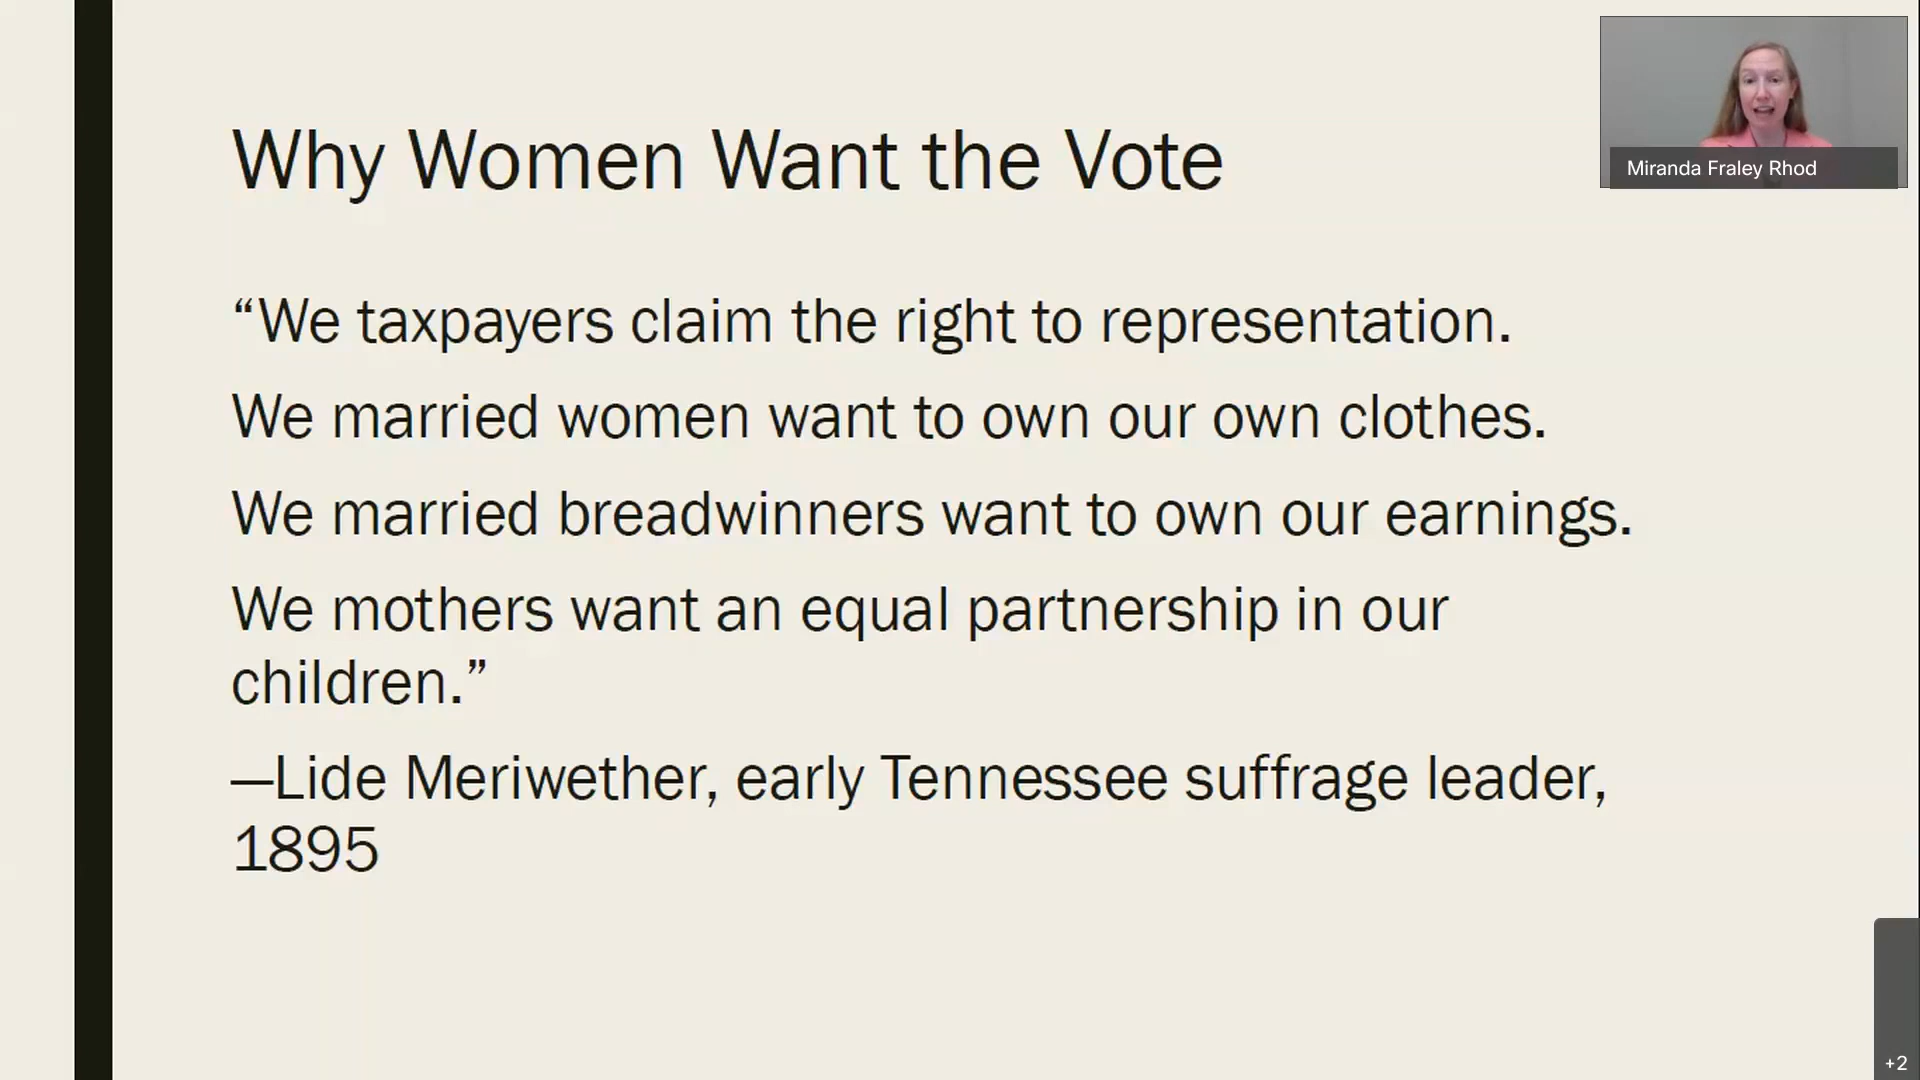 Why Women Want the Vote
Miranda Fraley Rhod
“We taxpayers claim the right to representation.
We married women want to own our own clothes.
We married breadwinners want to own our earnings.
We mothers want an equal partnership in our
children.”
—Lide Meriwether, early Tennessee suffrage leader,
1895
+2